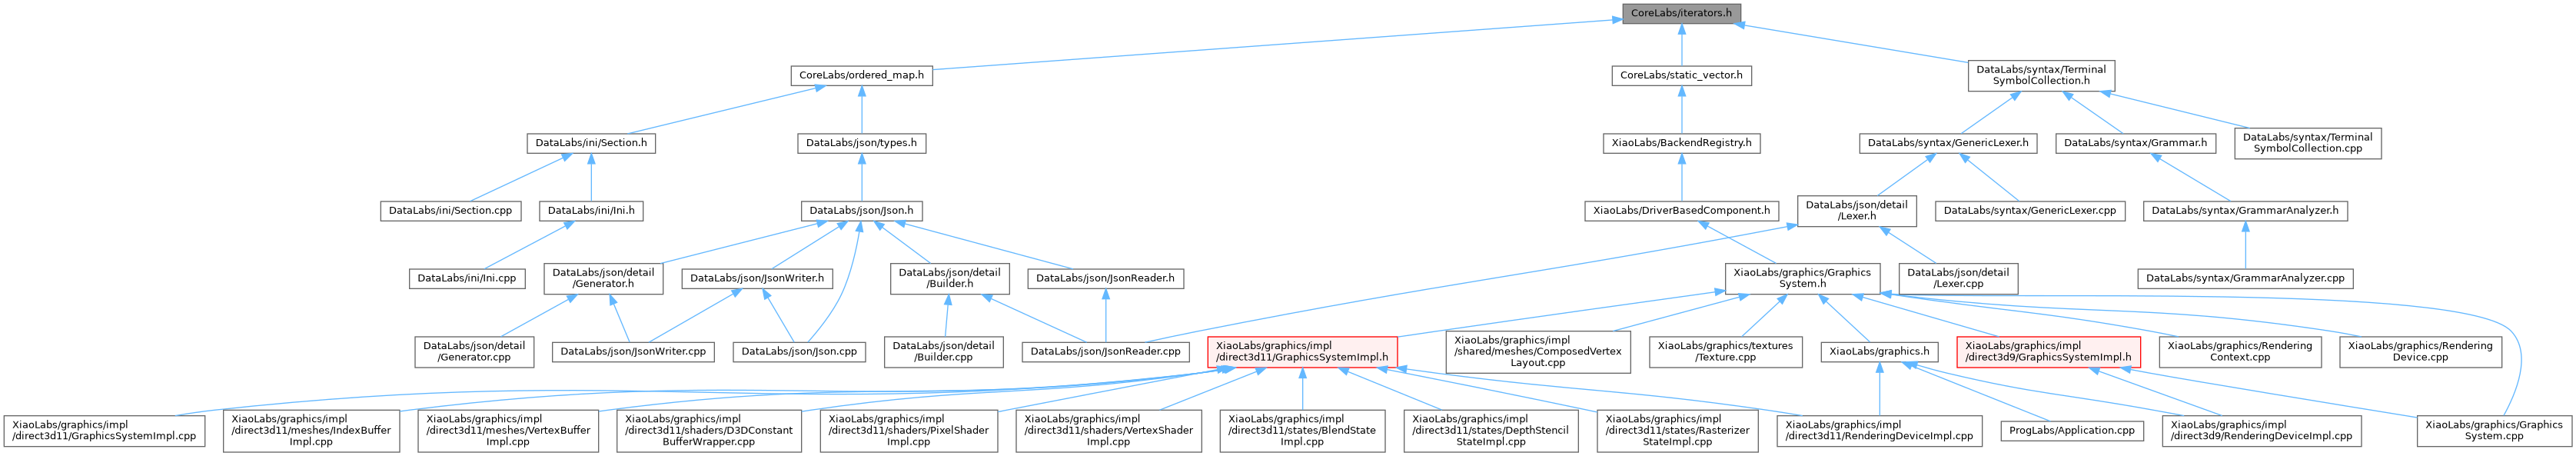 CoreLabs/iterators.h
CoreLabs/ordered_map.h
CoreLabs/static_vector.h
DataLabs/syntax/Terminal
SymbolCollection.h
DataLabs/ini/Section.h
DataLabs/json/types.h
XiaoLabs/BackendRegistry.h
DataLabs/syntax/GenericLexer.h
DataLabs/syntax/Grammar.h
DataLabs/syntax/Terminal
SymbolCollection.cpp
DataLabs/ini/Section.cpp
DataLabs/ini/Ini.h
DataLabs/json/Json.h
XiaoLabs/DriverBasedComponent.h
DataLabs/json/detail
/Lexer.h
DataLabs/syntax/GenericLexer.cpp
DataLabs/syntax/GrammarAnalyzer.h
DataLabs/ini/Ini.cpp
DataLabs/json/detail
/Generator.h
DataLabs/json/JsonWriter.h
DataLabs/json/detail
/Builder.h
DataLabs/json/JsonReader.h
XiaoLabs/graphics/Graphics
System.h
DataLabs/json/detail
/Lexer.cpp
DataLabs/syntax/GrammarAnalyzer.cpp
DataLabs/json/detail
/Generator.cpp
DataLabs/json/JsonWriter.cpp
DataLabs/json/Json.cpp
DataLabs/json/detail
/Builder.cpp
DataLabs/json/JsonReader.cpp
XiaoLabs/graphics/impl
/direct3d11/GraphicsSystemImpl.h
XiaoLabs/graphics/impl
/shared/meshes/ComposedVertex
Layout.cpp
XiaoLabs/graphics/textures
/Texture.cpp
XiaoLabs/graphics.h
XiaoLabs/graphics/impl
/direct3d9/GraphicsSystemImpl.h
XiaoLabs/graphics/Rendering
Context.cpp
XiaoLabs/graphics/Rendering
Device.cpp
XiaoLabs/graphics/impl
/direct3d11/GraphicsSystemImpl.cpp
XiaoLabs/graphics/impl
/direct3d11/meshes/IndexBuffer
Impl.cpp
XiaoLabs/graphics/impl
/direct3d11/meshes/VertexBuffer
Impl.cpp
XiaoLabs/graphics/impl
/direct3d11/shaders/D3DConstant
BufferWrapper.cpp
XiaoLabs/graphics/impl
/direct3d11/shaders/PixelShader
Impl.cpp
XiaoLabs/graphics/impl
/direct3d11/shaders/VertexShader
Impl.cpp
XiaoLabs/graphics/impl
/direct3d11/states/BlendState
Impl.cpp
XiaoLabs/graphics/impl
/direct3d11/states/DepthStencil
StateImpl.cpp
XiaoLabs/graphics/impl
/direct3d11/states/Rasterizer
StateImpl.cpp
XiaoLabs/graphics/impl
/direct3d11/RenderingDeviceImpl.cpp
ProgLabs/Application.cpp
XiaoLabs/graphics/impl
/direct3d9/RenderingDeviceImpl.cpp
XiaoLabs/graphics/Graphics
System.cpp